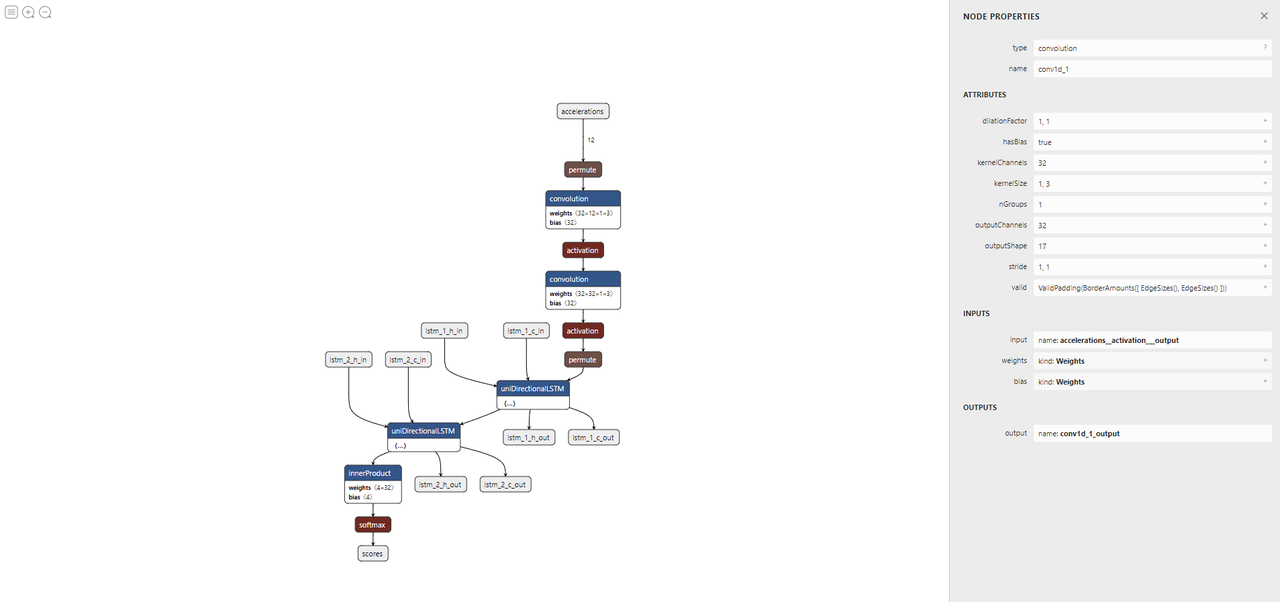 accelerations
12
permute
convolution
weights ⟨32×12×1×3⟩
bias ⟨32⟩
activation
convolution
weights ⟨32×32×1×3⟩
bias ⟨32⟩
lstm_1_h_in
lstm_1_c_in
activation
lstm_2_h_in
lstm_2_c_in
permute
uniDirectionalLSTM
⟨...⟩
uniDirectionalLSTM
⟨...⟩
lstm_1_h_out
lstm_1_c_out
innerProduct
weights ⟨4×32⟩
bias ⟨4⟩
lstm_2_h_out
lstm_2_c_out
softmax
scores
NODE PROPERTIES
type convolution ?
name conv1d_1
ATTRIBUTES
dilationFactor 1, 1 +
hasBias true +
kernelChannels 32 +
kernelSize 1, 3 +
nGroups 1 +
outputChannels 32 +
outputShape 17 +
stride 1, 1 +
valid ValidPadding(BorderAmounts([ EdgeSizes(), EdgeSizes() ])) +
INPUTS
input name: accelerations__activation___output
weights kind: Weights +
bias kind: Weights +
OUTPUTS
output name: conv1d_1_output